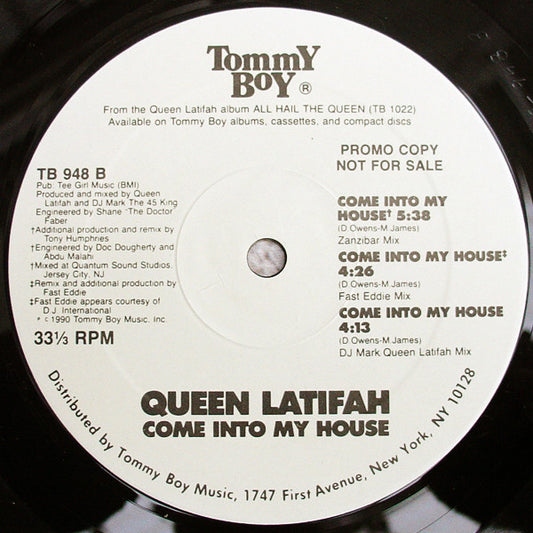 Tommy
Boy ®
From the Queen Latifah album ALL HAIL THE QUEEN (TB 1022)
Available on Tommy Boy albums, cassettes, and compact discs
PROMO COPY
NOT FOR SALE
TB 948 B
Pub: Tee Girl Music (BMI)
Produced and mixed by Queen
Latifah and DJ Mark The 45 King
Engineered by Shane "The Doctor"
Faber
†Additional production and remix by
Tony Humphries
†Engineered by Doc Dougherty and
Abdu Malahi
†Mixed at Quantum Sound Studios.
Jersey City, NJ
‡Remix and additional production by
Fast Eddie
‡Fast Eddie appears courtesy of
D.J. International
℗ © 1990 Tommy Boy Music, Inc.
33⅓ RPM
COME INTO MY
HOUSE† 5:38
(D.Owens-M.James)
Zanzibar Mix
COME INTO MY HOUSE‡
4:26
(D.Owens-M.James)
Fast Eddie Mix
COME INTO MY HOUSE
4:13
(D.Owens-M.James)
DJ Mark Queen Latifah Mix
QUEEN LATIFAH
COME INTO MY HOUSE
Distributed by Tommy Boy Music, 1747 First Avenue, New York, NY 10128